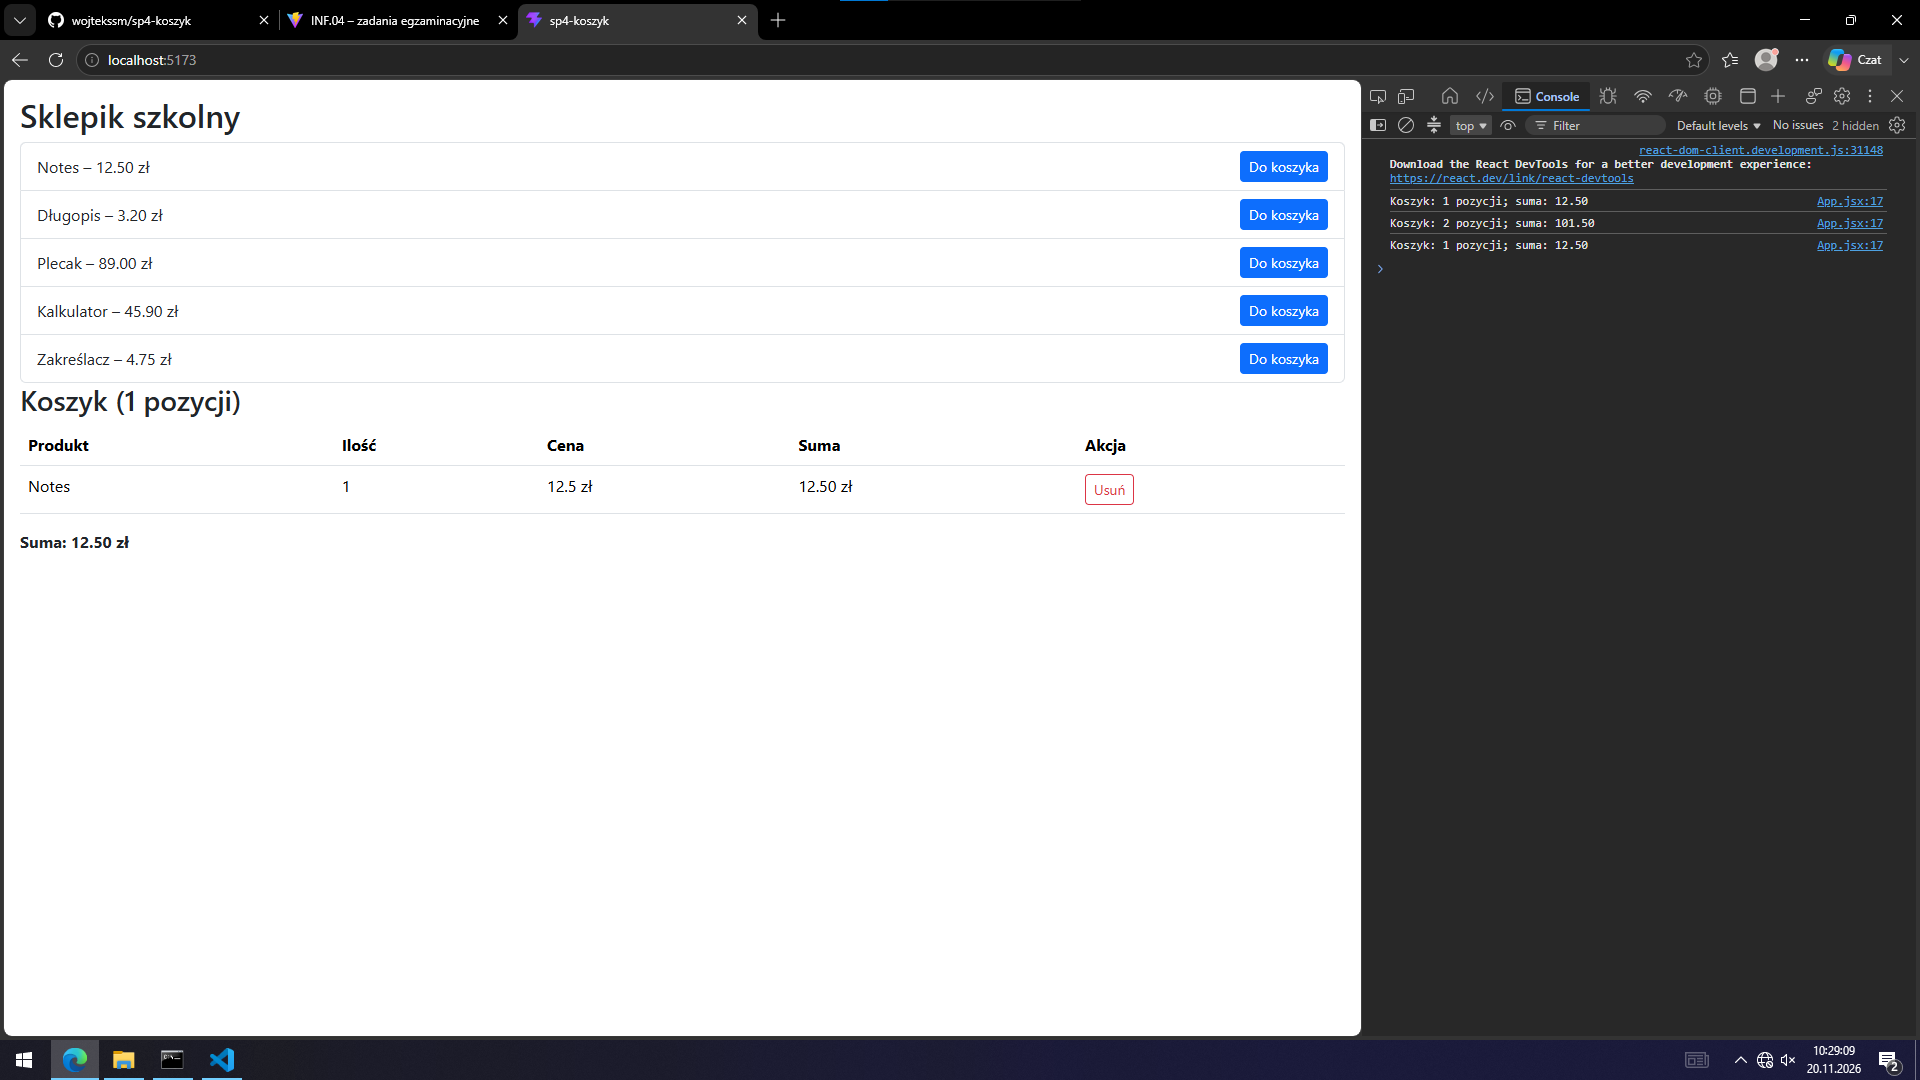 wojtekssm/sp4-koszyk
INF.04 – zadania egzaminacyjne
sp4-koszyk
localhost:5173
Czat
Console
top
Filter
Default levels
No issues
2 hidden
Sklepik szkolny
Notes – 12.50 zł
Do koszyka
Długopis – 3.20 zł
Do koszyka
Plecak – 89.00 zł
Do koszyka
Kalkulator – 45.90 zł
Do koszyka
Zakreślacz – 4.75 zł
Do koszyka
Koszyk (1 pozycji)
Produkt Ilość Cena Suma Akcja
Notes 1 12.5 zł 12.50 zł Usuń
Suma: 12.50 zł
react-dom-client.development.js:31148
Download the React DevTools for a better development experience:
https://react.dev/link/react-devtools
Koszyk: 1 pozycji; suma: 12.50 App.jsx:17
Koszyk: 2 pozycji; suma: 101.50 App.jsx:17
Koszyk: 1 pozycji; suma: 12.50 App.jsx:17
10:29:09
20.11.2026
2